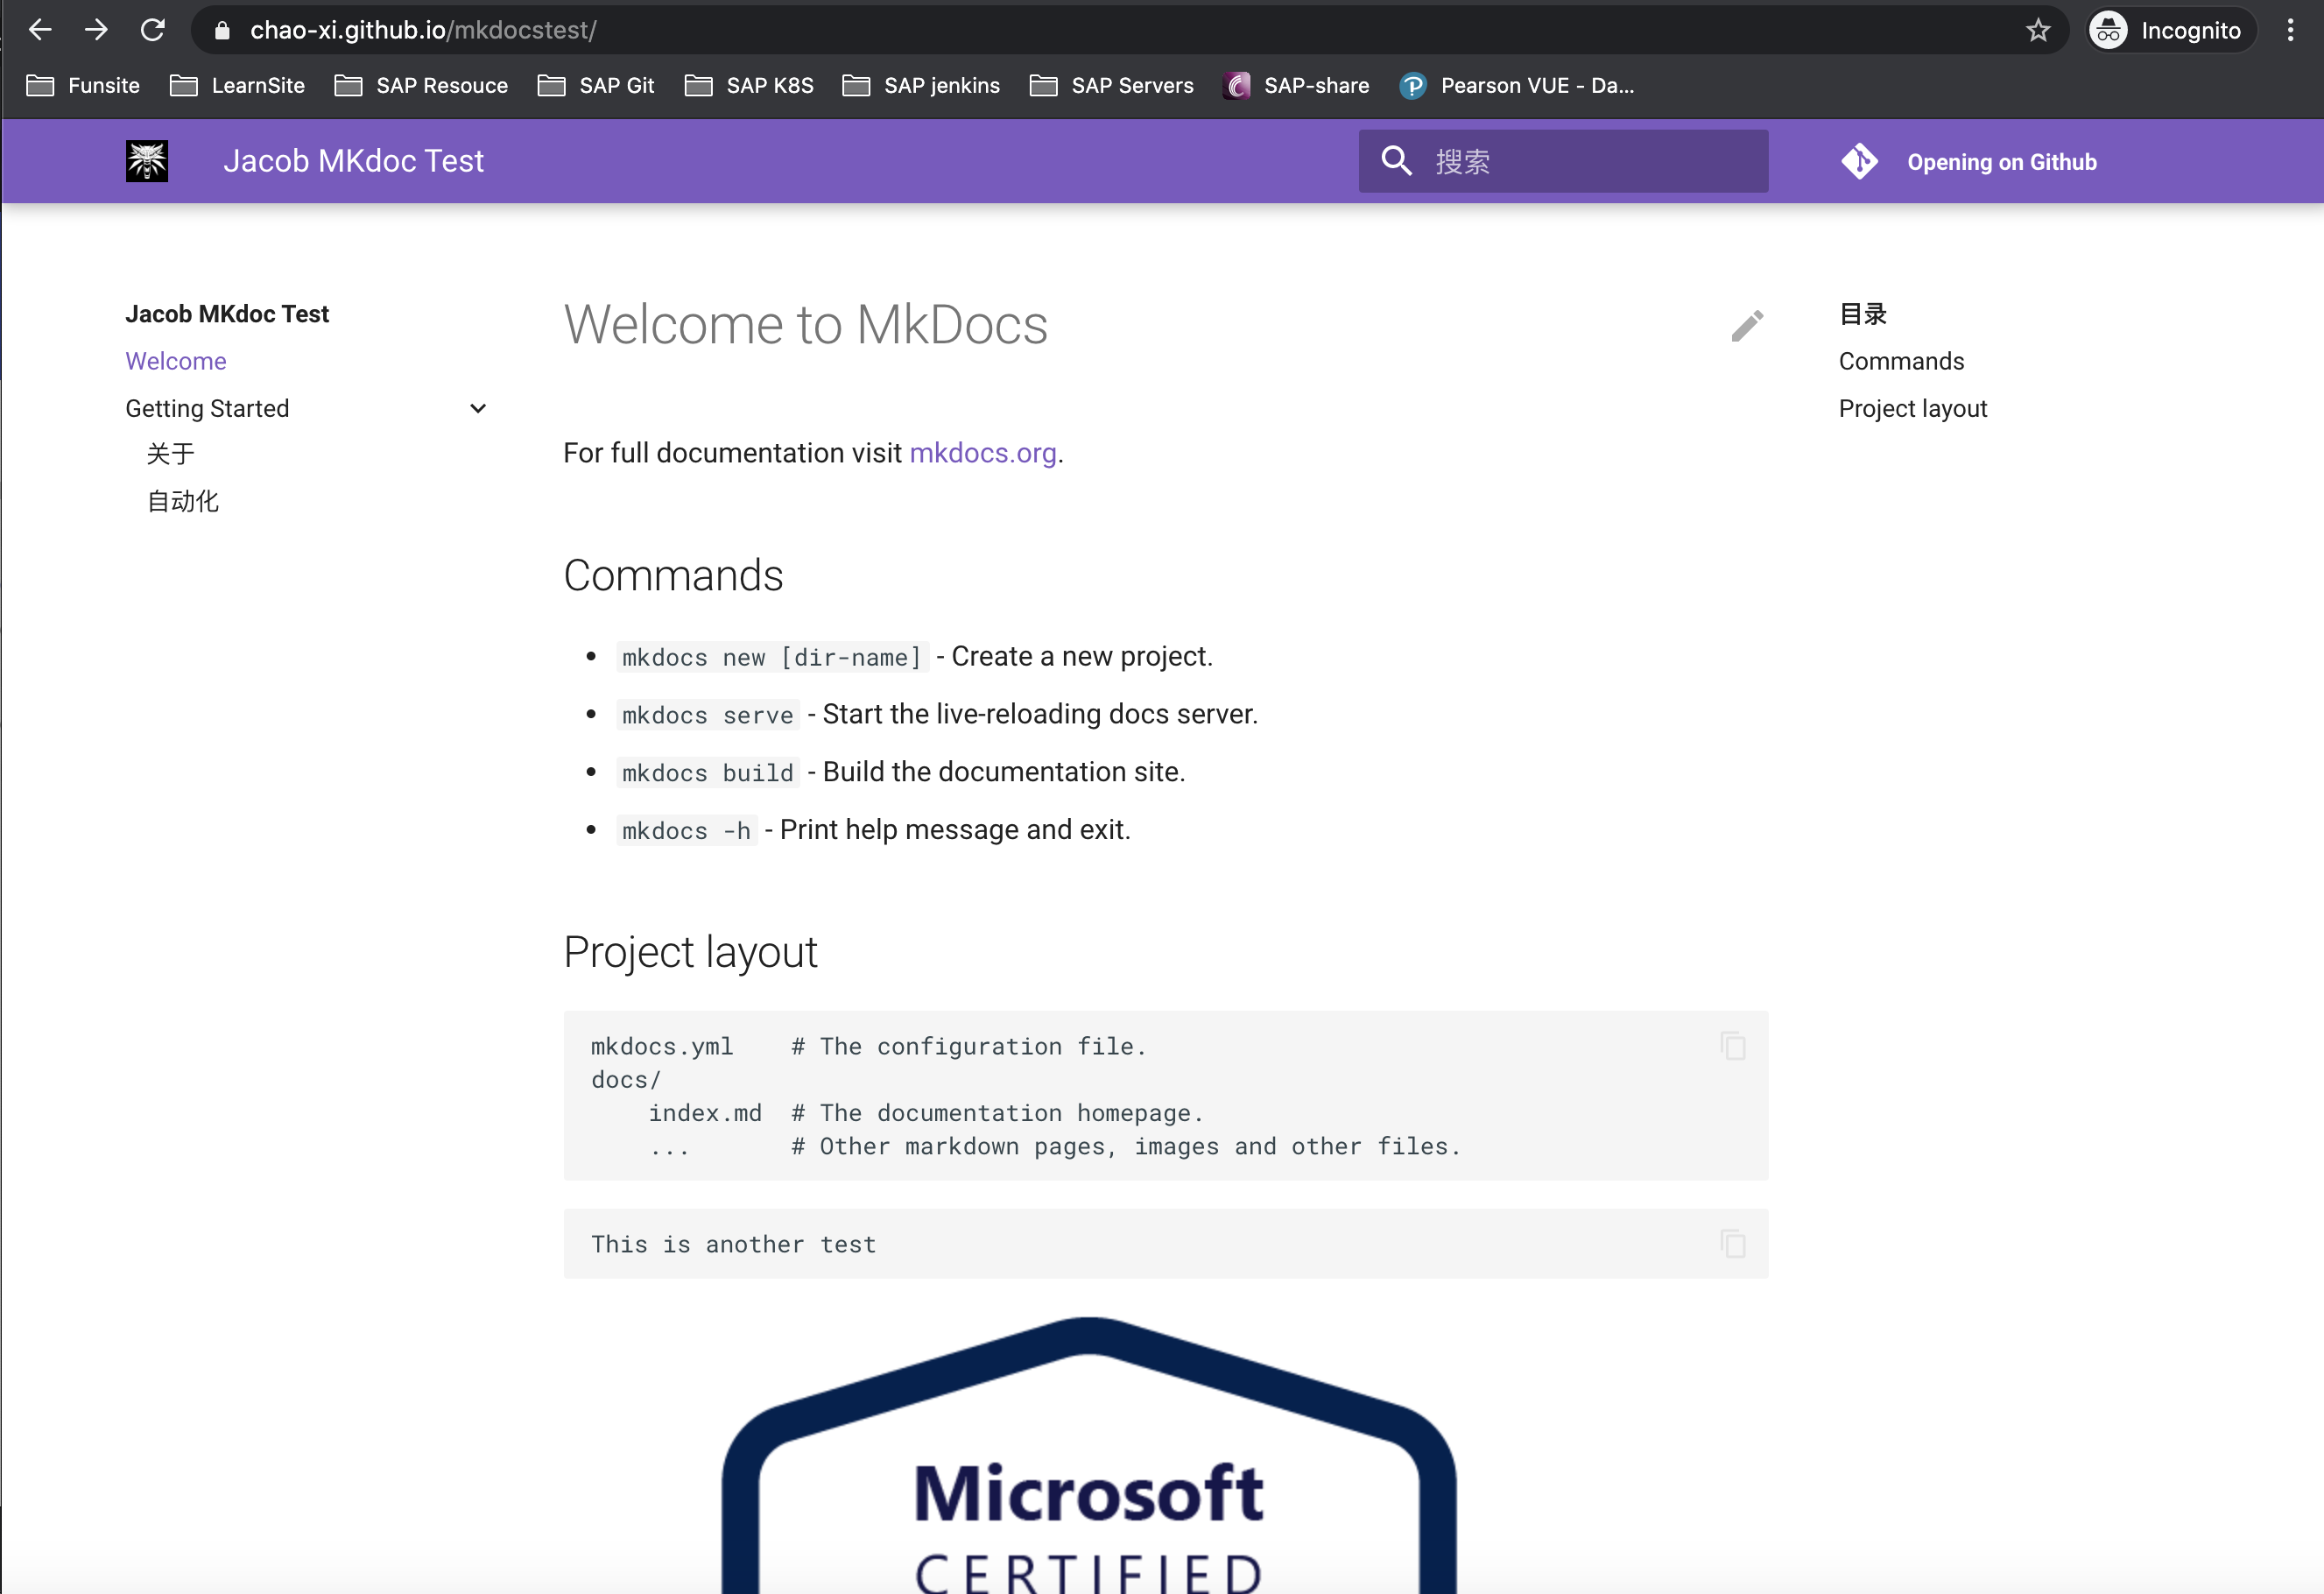 chao-xi.github.io/mkdocstest/
Incognito
Funsite LearnSite SAP Resouce SAP Git SAP K8S SAP jenkins SAP Servers SAP-share Pearson VUE - Da...
Jacob MKdoc Test 搜索 Opening on Github
Jacob MKdoc Test
Welcome
Getting Started
关于
自动化
Welcome to MkDocs
For full documentation visit mkdocs.org.
Commands
mkdocs new [dir-name] - Create a new project.
mkdocs serve - Start the live-reloading docs server.
mkdocs build - Build the documentation site.
mkdocs -h - Print help message and exit.
Project layout
mkdocs.yml    # The configuration file.
docs/
    index.md  # The documentation homepage.
    ...       # Other markdown pages, images and other files.
This is another test
Microsoft
CERTIFIED
目录
Commands
Project layout